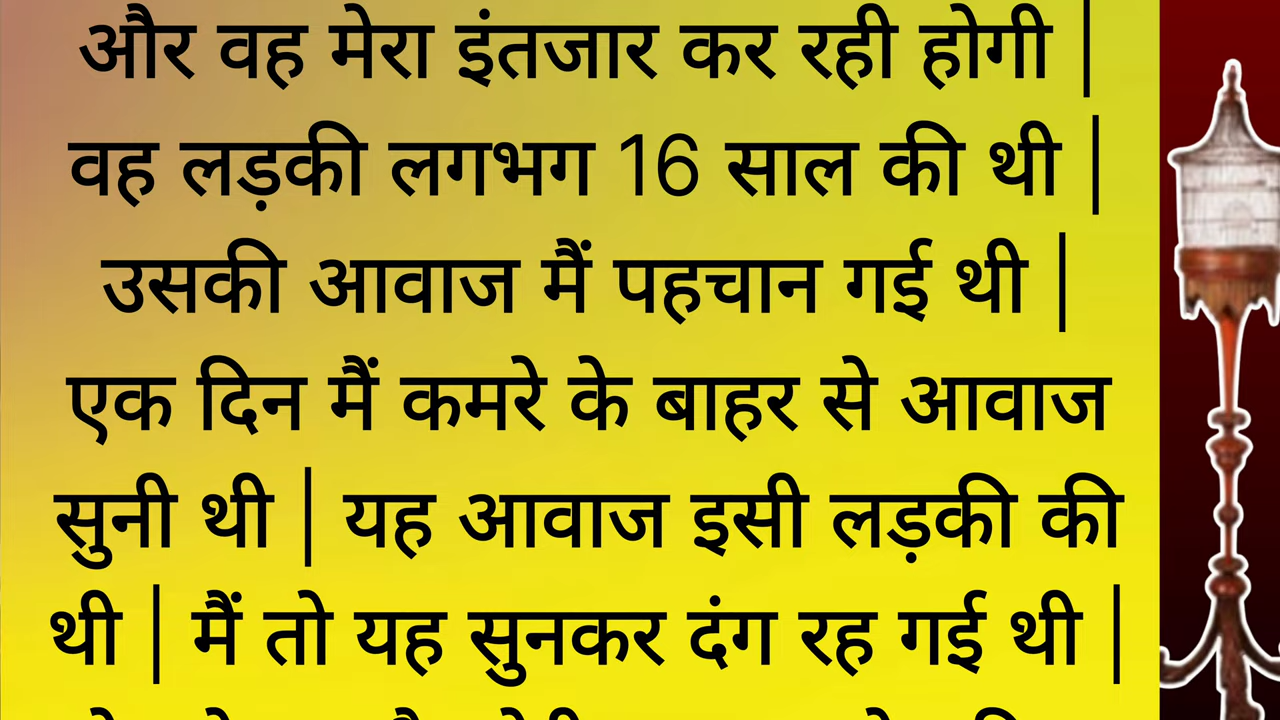 और वह मेरा इंतजार कर रही होगी |
वह लड़की लगभग 16 साल की थी |
उसकी आवाज मैं पहचान गई थी |
एक दिन मैं कमरे के बाहर से आवाज
सुनी थी | यह आवाज इसी लड़की की
थी | मैं तो यह सुनकर दंग रह गई थी |